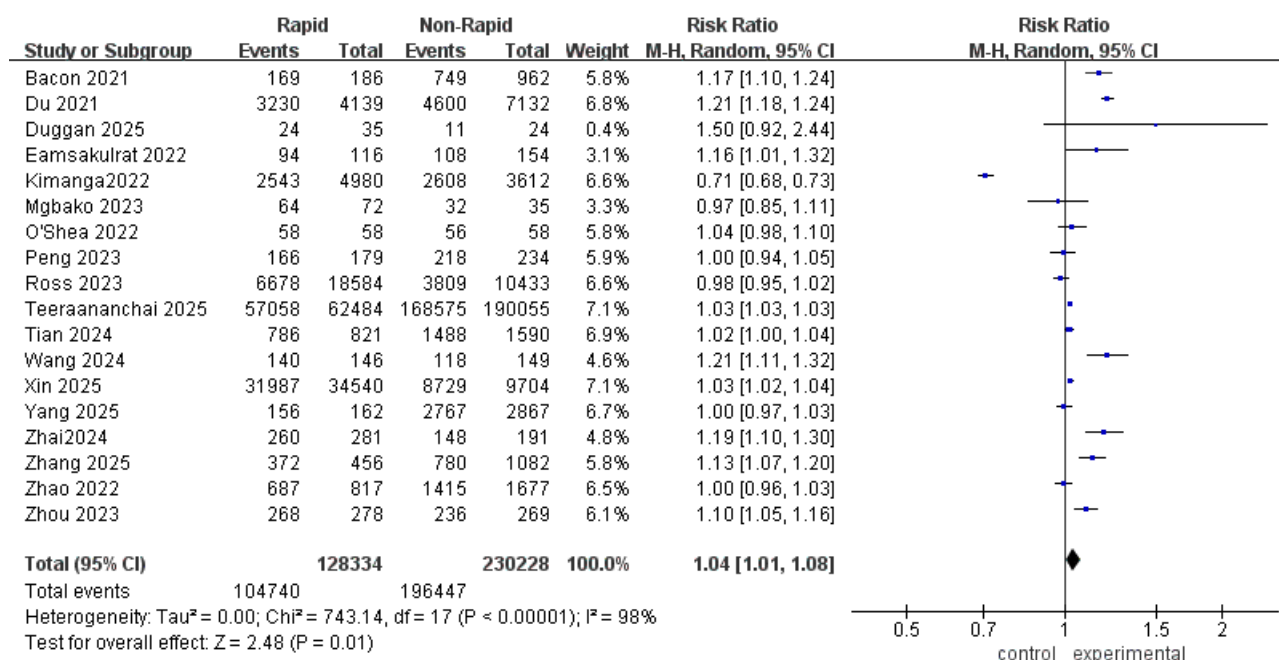 Rapid Non-Rapid Risk Ratio Risk Ratio
Study or Subgroup Events Total Events Total Weight M-H, Random, 95% CI M-H, Random, 95% CI
Bacon 2021 169 186 749 962 5.8% 1.17 [1.10, 1.24]
Du 2021 3230 4139 4600 7132 6.8% 1.21 [1.18, 1.24]
Duggan 2025 24 35 11 24 0.4% 1.50 [0.92, 2.44]
Eamsakulrat 2022 94 116 108 154 3.1% 1.16 [1.01, 1.32]
Kimanga2022 2543 4980 2608 3612 6.6% 0.71 [0.68, 0.73]
Mgbako 2023 64 72 32 35 3.3% 0.97 [0.85, 1.11]
O'Shea 2022 58 58 56 58 5.8% 1.04 [0.98, 1.10]
Peng 2023 166 179 218 234 5.9% 1.00 [0.94, 1.05]
Ross 2023 6678 18584 3809 10433 6.6% 0.98 [0.95, 1.02]
Teeraananchai 2025 57058 62484 168575 190055 7.1% 1.03 [1.03, 1.03]
Tian 2024 786 821 1488 1590 6.9% 1.02 [1.00, 1.04]
Wang 2024 140 146 118 149 4.6% 1.21 [1.11, 1.32]
Xin 2025 31987 34540 8729 9704 7.1% 1.03 [1.02, 1.04]
Yang 2025 156 162 2767 2867 6.7% 1.00 [0.97, 1.03]
Zhai2024 260 281 148 191 4.8% 1.19 [1.10, 1.30]
Zhang 2025 372 456 780 1082 5.8% 1.13 [1.07, 1.20]
Zhao 2022 687 817 1415 1677 6.5% 1.00 [0.96, 1.03]
Zhou 2023 268 278 236 269 6.1% 1.10 [1.05, 1.16]
Total (95% CI) 128334 230228 100.0% 1.04 [1.01, 1.08]
Total events 104740 196447
Heterogeneity: Tau² = 0.00; Chi² = 743.14, df = 17 (P < 0.00001); I² = 98%
Test for overall effect: Z = 2.48 (P = 0.01)
0.5 0.7 1 1.5 2
control experimental